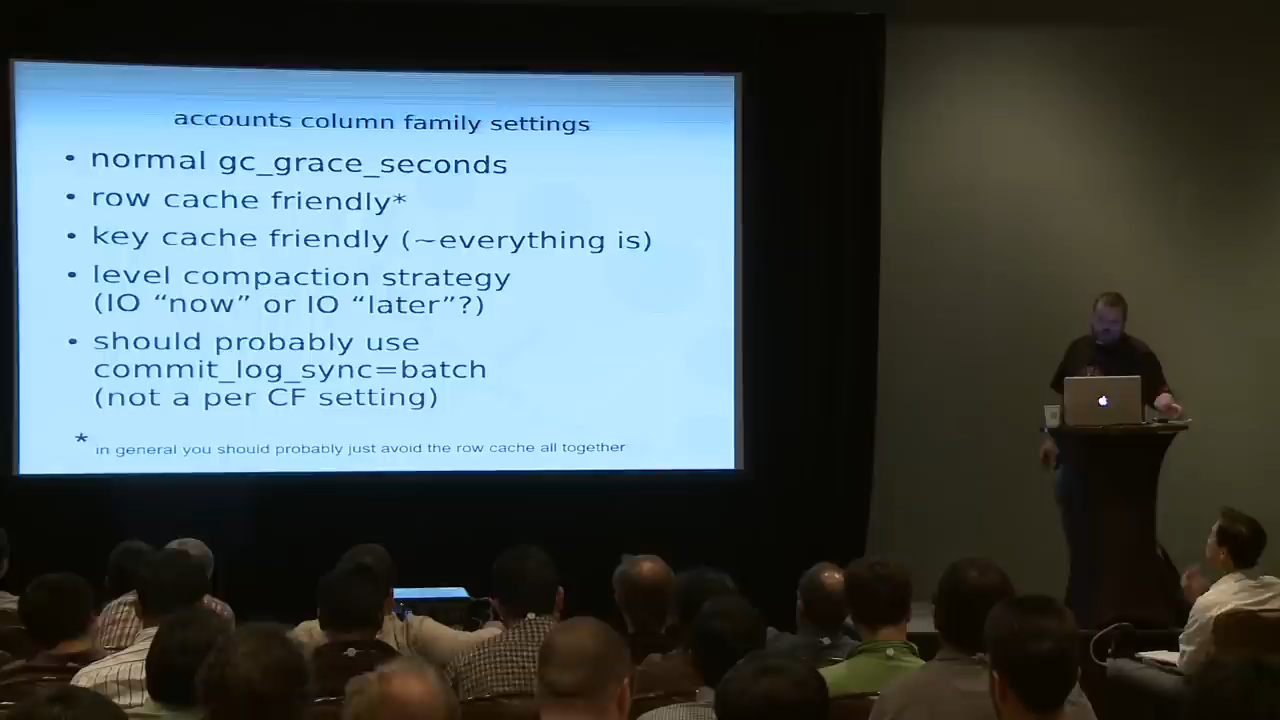 accounts column family settings
• normal gc_grace_seconds
• row cache friendly*
• key cache friendly (~everything is)
• level compaction strategy
(IO “now” or IO “later”?)
• should probably use
commit_log_sync=batch
(not a per CF setting)
* in general you should probably just avoid the row cache all together